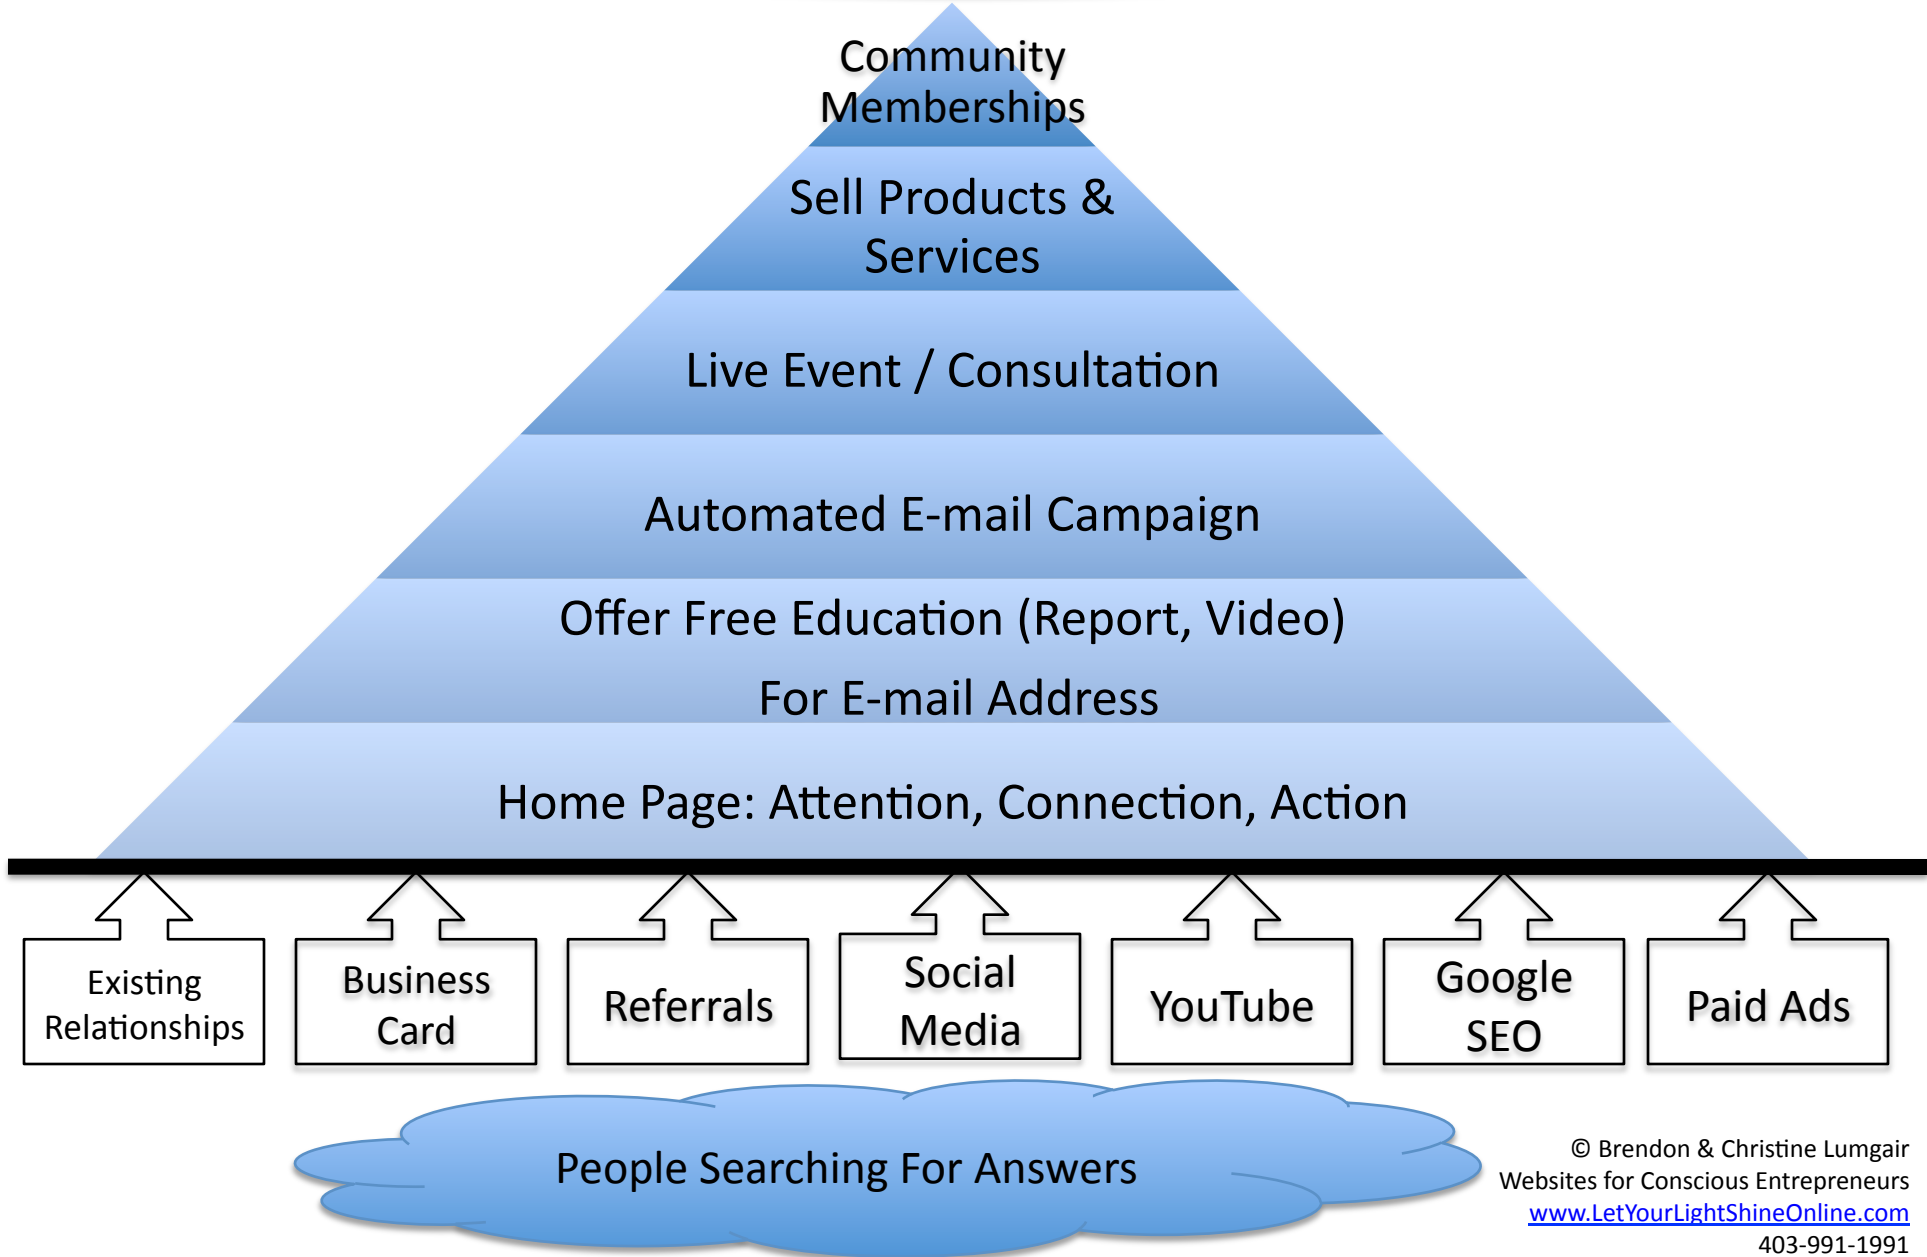 Community
Memberships
Sell Products &
Services
Live Event / Consultation
Automated E-mail Campaign
Offer Free Education (Report, Video)
For E-mail Address
Home Page: Attention, Connection, Action
Existing
Relationships
Business
Card
Referrals
Social
Media
YouTube
Google
SEO
Paid Ads
People Searching For Answers
© Brendon & Christine Lumgair
Websites for Conscious Entrepreneurs
www.LetYourLightShineOnline.com
403-991-1991